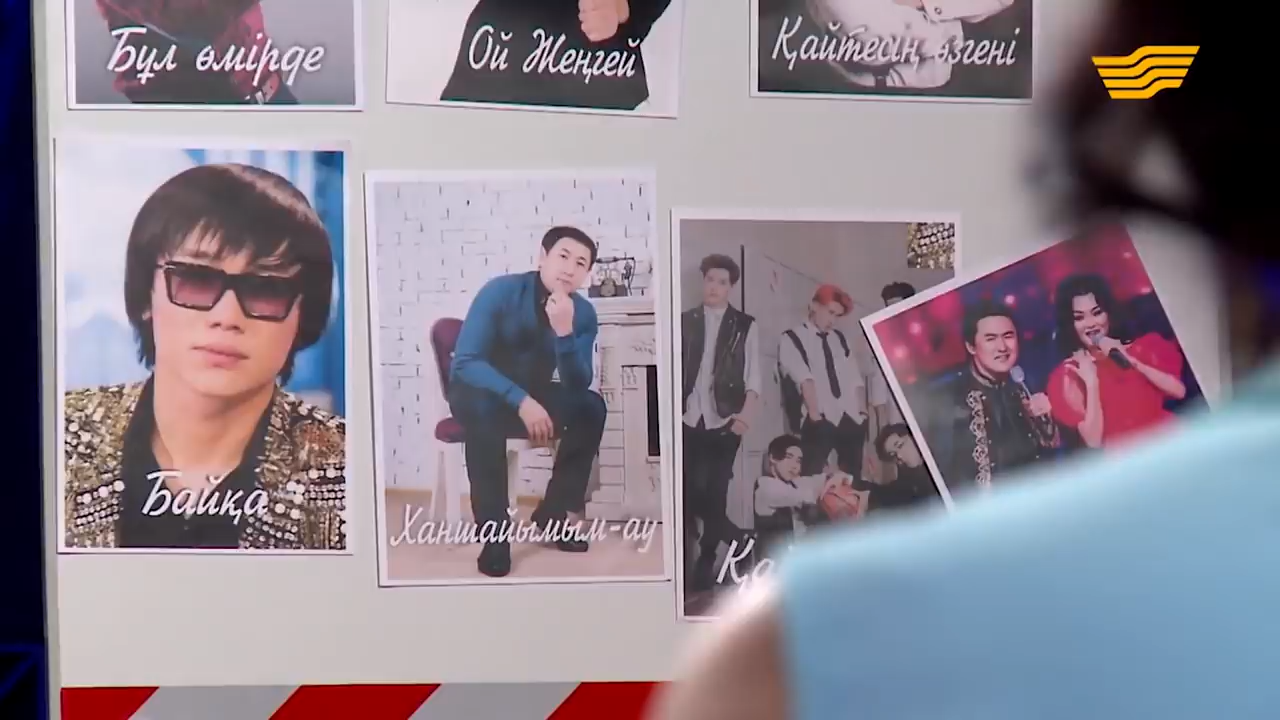 Бұл өмірде
Ой Жеңгей
Қайтесің өзгені
Байқа
Ханшайымым-ау